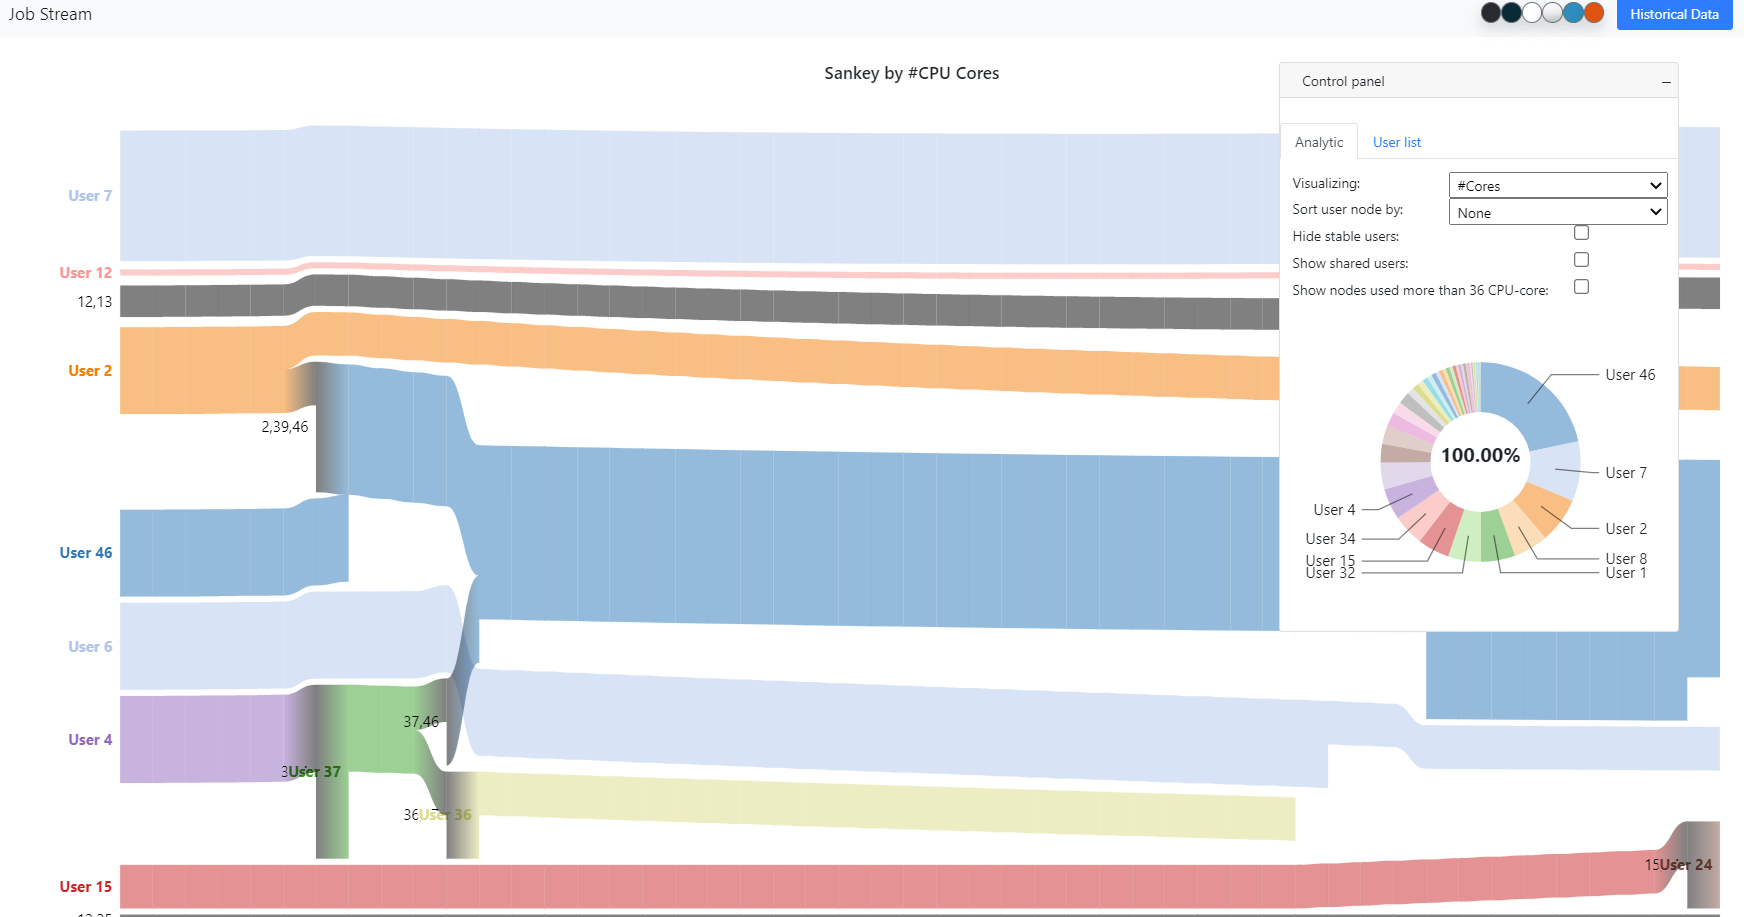 Job Stream
Historical Data
Sankey by #CPU Cores
Control panel
Analytic
User list
Visualizing:
#Cores
Sort user node by:
None
Hide stable users:
Show shared users:
Show nodes used more than 36 CPU-core:
User 46
User 7
User 2
User 8
User 1
User 4
User 34
User 15
User 32
100.00%
User 7
User 12
12,13
User 2
2,39,46
User 46
User 6
User 4
37,46
User 37
User 36
User 15
User 24